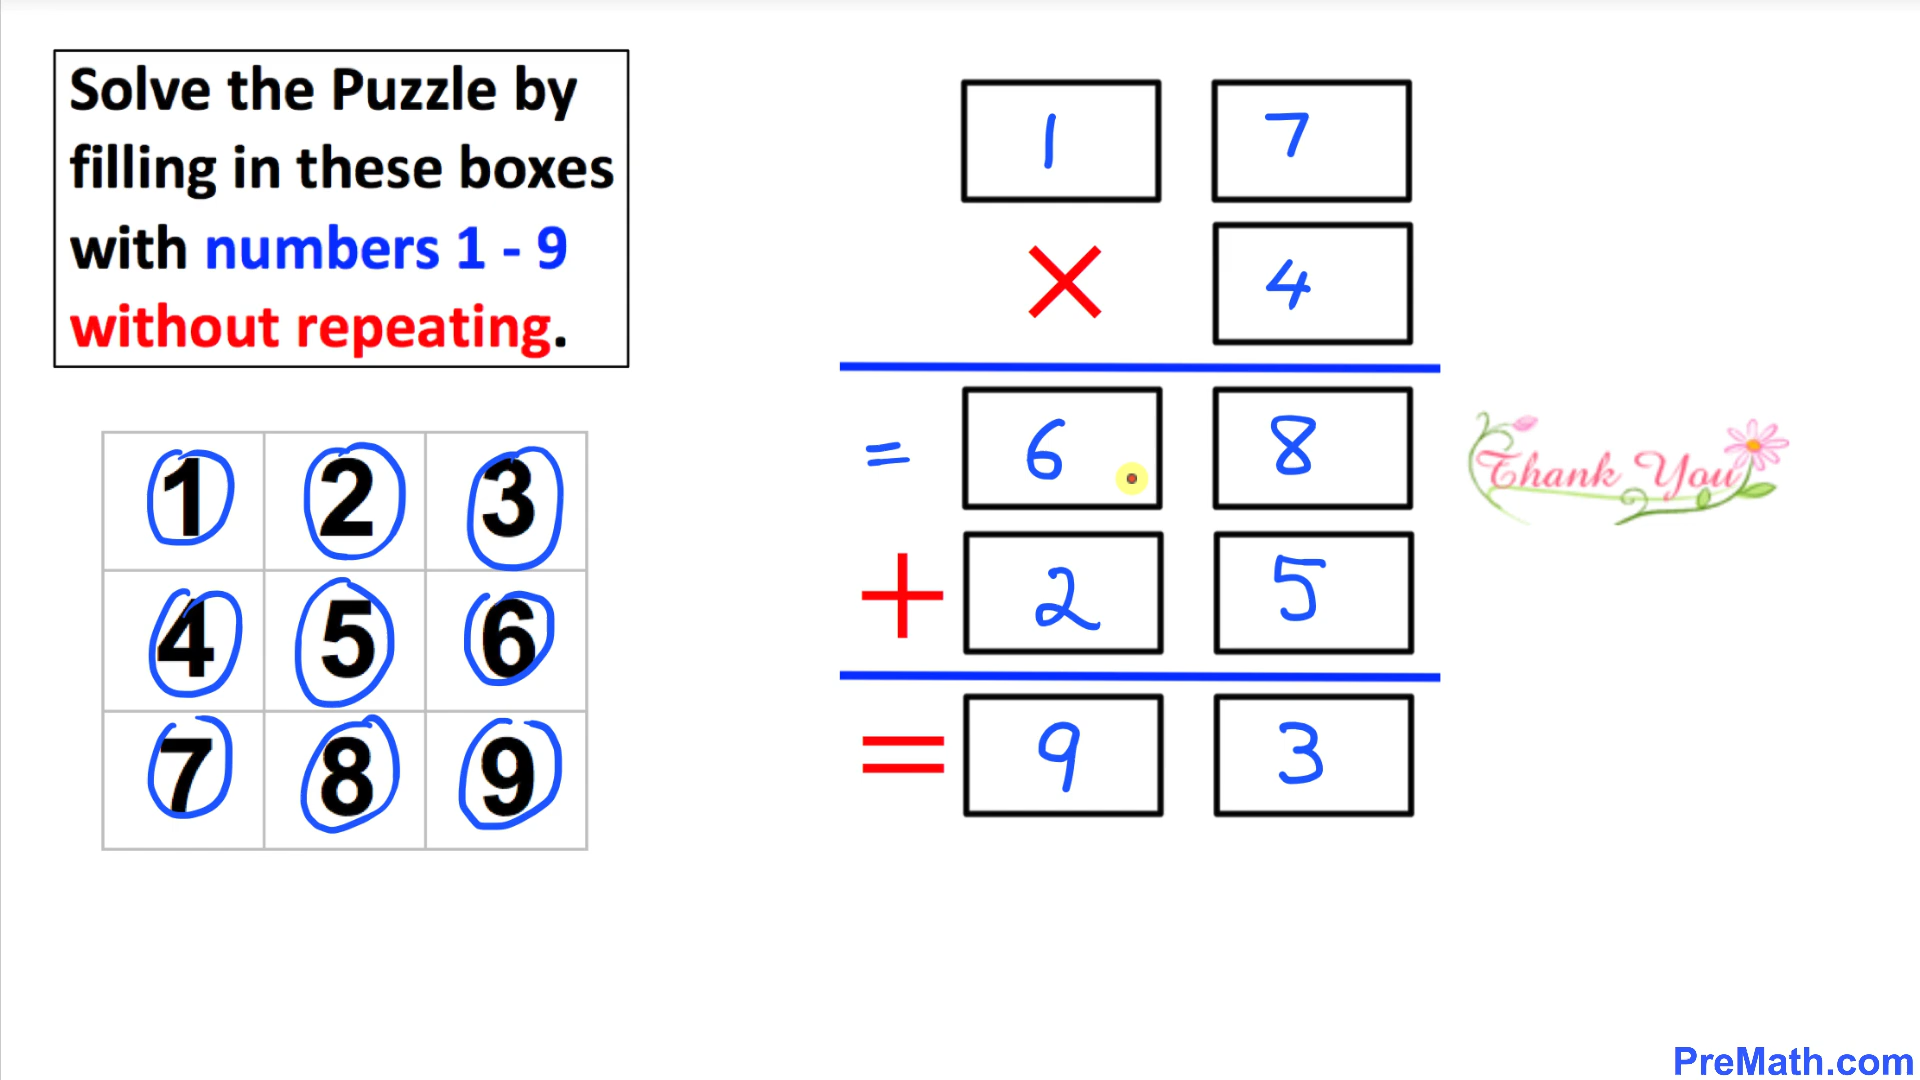 Solve the Puzzle by
filling in these boxes
with numbers 1 - 9
without repeating.
1 2 3
4 5 6
7 8 9
1 7
× 4
= 6 8
+ 2 5
= 9 3
Thank You
PreMath.com